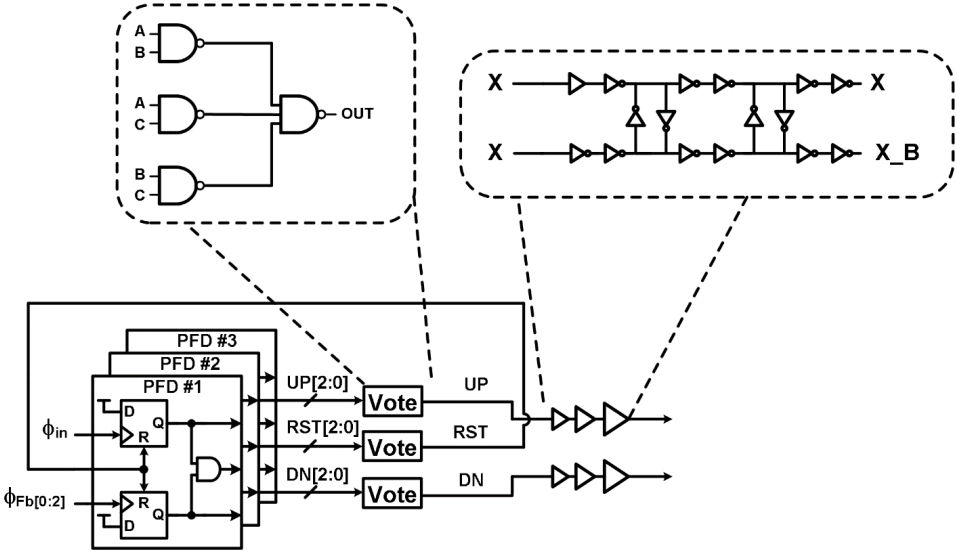 A
B
A
C
B
C
OUT
X
X
X
X_B
PFD #3
PFD #2
PFD #1
UP[2:0]
Vote
UP
D
Q
R
ϕin
RST[2:0]
Vote
RST
DN[2:0]
Vote
DN
ϕFb[0:2]
R
Q
D